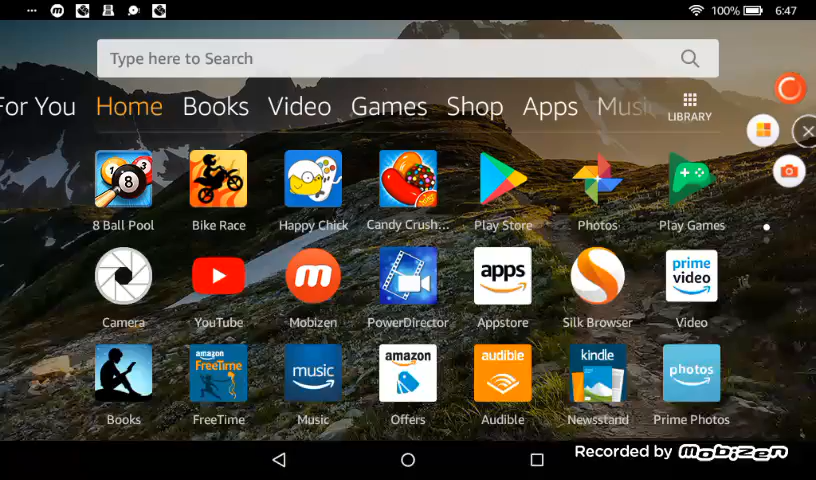 100% 6:47
Type here to Search
For You Home Books Video Games Shop Apps Music
LIBRARY
8 Ball Pool Bike Race Happy Chick Candy Crush... Play Store Photos Play Games
apps prime video
Camera YouTube Mobizen PowerDirector Appstore Silk Browser Video
amazon FreeTime music amazon audible kindle photos
Books FreeTime Music Offers Audible Newsstand Prime Photos
Recorded by mobizen